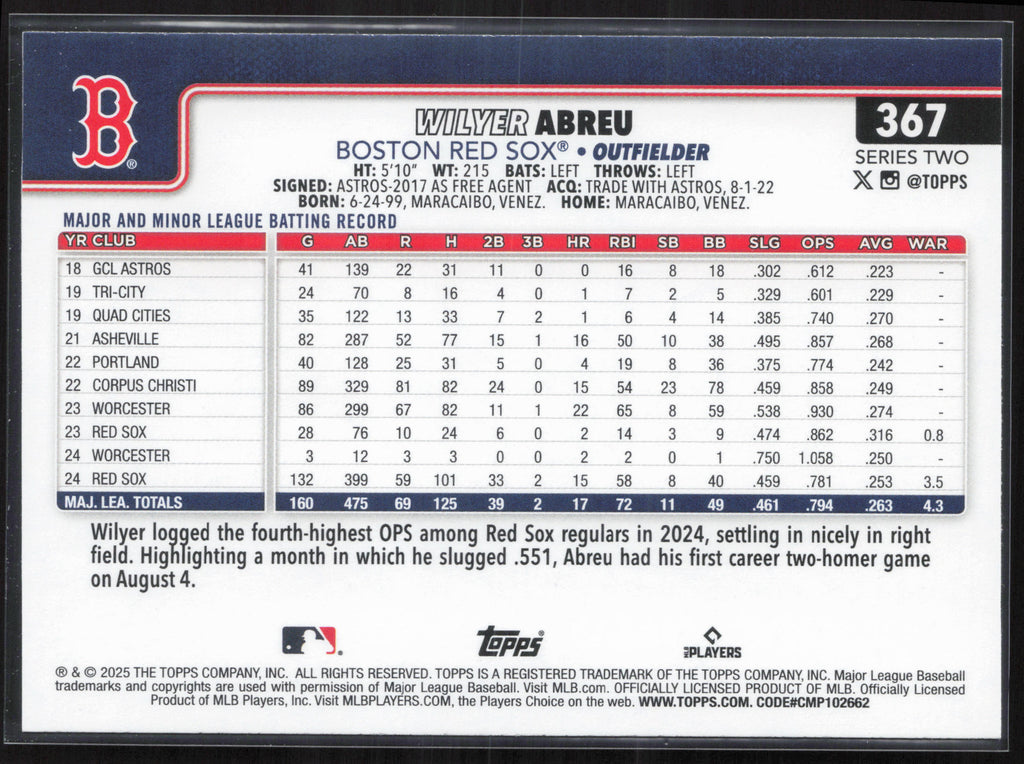 B®
367
WILYER ABREU
BOSTON RED SOX® • OUTFIELDER
SERIES TWO
HT: 5'10" WT: 215 BATS: LEFT THROWS: LEFT
X @TOPPS
SIGNED: ASTROS-2017 AS FREE AGENT ACQ: TRADE WITH ASTROS, 8-1-22
BORN: 6-24-99, MARACAIBO, VENEZ. HOME: MARACAIBO, VENEZ.
MAJOR AND MINOR LEAGUE BATTING RECORD
YR CLUB G AB R H 2B 3B HR RBI SB BB SLG OPS AVG WAR
18 GCL ASTROS 41 139 22 31 11 0 0 16 8 18 .302 .612 .223 -
19 TRI-CITY 24 70 8 16 4 0 1 7 2 5 .329 .601 .229 -
19 QUAD CITIES 35 122 13 33 7 2 1 6 4 14 .385 .740 .270 -
21 ASHEVILLE 82 287 52 77 15 1 16 50 10 38 .495 .857 .268 -
22 PORTLAND 40 128 25 31 5 0 4 19 8 36 .375 .774 .242 -
22 CORPUS CHRISTI 89 329 81 82 24 0 15 54 23 78 .459 .858 .249 -
23 WORCESTER 86 299 67 82 11 1 22 65 8 59 .538 .930 .274 -
23 RED SOX 28 76 10 24 6 0 2 14 3 9 .474 .862 .316 0.8
24 WORCESTER 3 12 3 3 0 0 2 2 0 1 .750 1.058 .250 -
24 RED SOX 132 399 59 101 33 2 15 58 8 40 .459 .781 .253 3.5
MAJ. LEA. TOTALS 160 475 69 125 39 2 17 72 11 49 .461 .794 .263 4.3
Wilyer logged the fourth-highest OPS among Red Sox regulars in 2024, settling in nicely in right
field. Highlighting a month in which he slugged .551, Abreu had his first career two-homer game
on August 4.
Topps® MLB PLAYERS
® & © 2025 THE TOPPS COMPANY, INC. ALL RIGHTS RESERVED. TOPPS IS A REGISTERED TRADEMARK OF THE TOPPS COMPANY, INC. Major League Baseball
trademarks and copyrights are used with permission of Major League Baseball. Visit MLB.com. OFFICIALLY LICENSED PRODUCT OF MLB. Officially Licensed
Product of MLB Players, Inc. Visit MLBPLAYERS.COM, the Players Choice on the web. WWW.TOPPS.COM. CODE#CMP102662